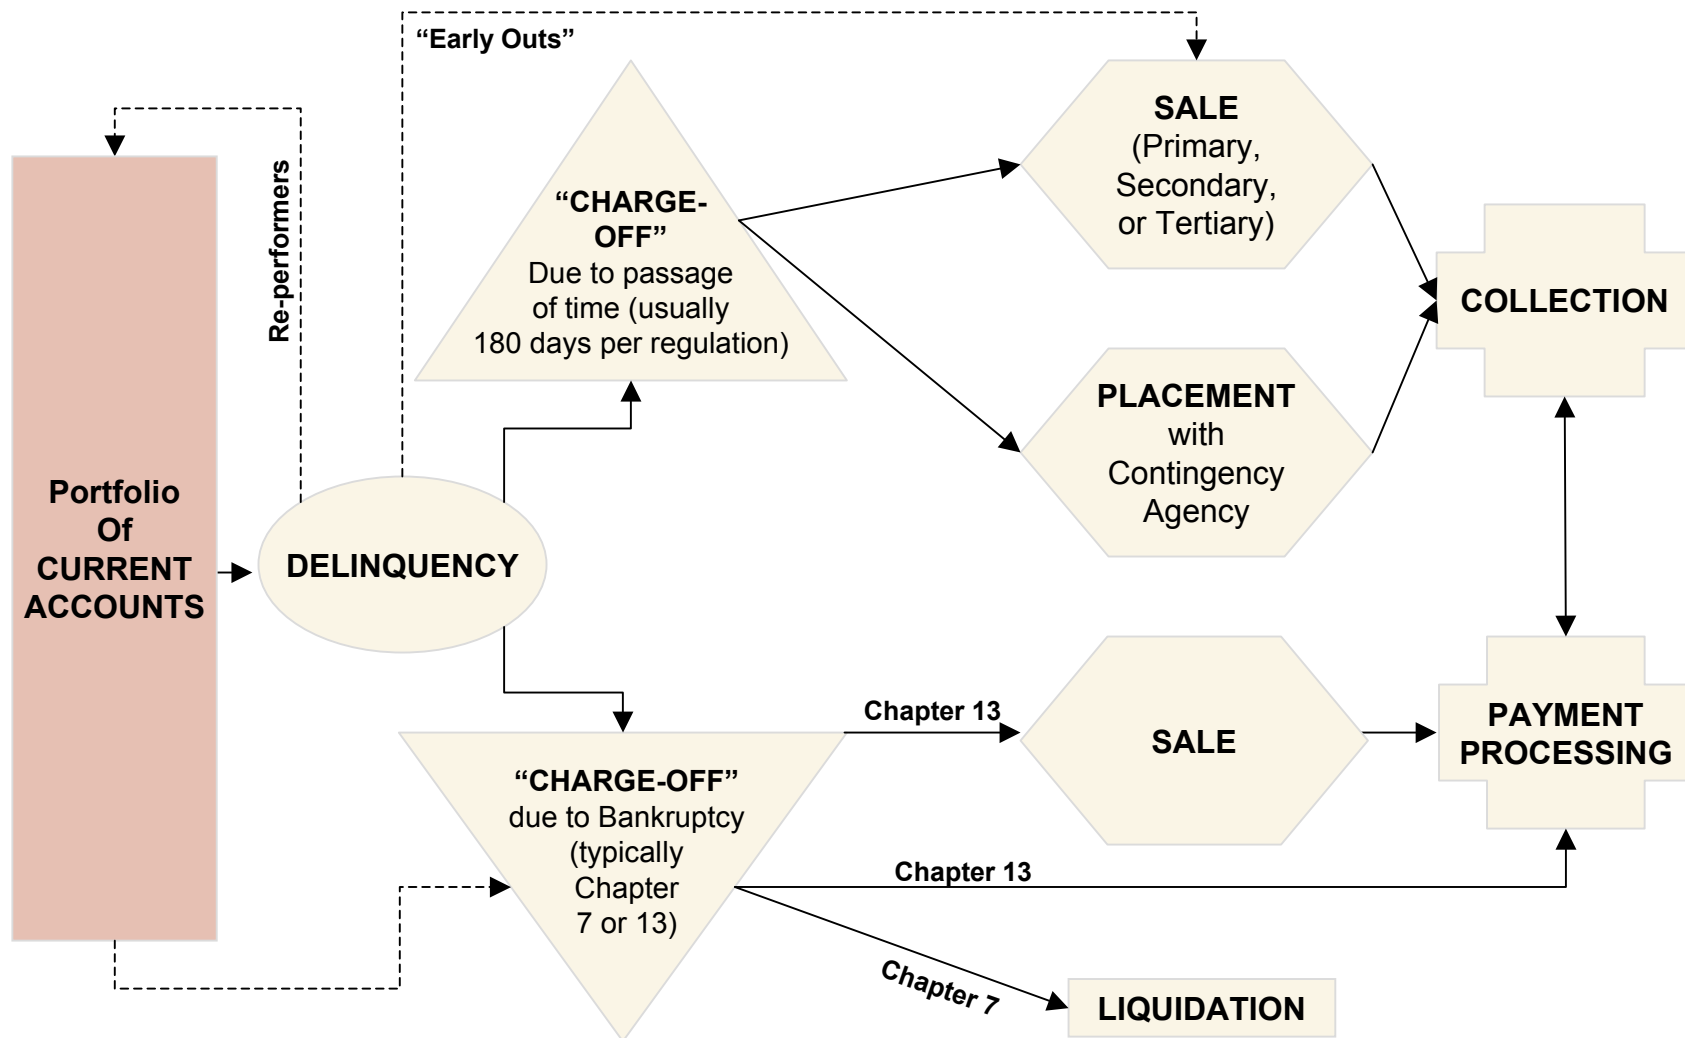 “Early Outs”
Re-performers
Portfolio
Of
CURRENT
ACCOUNTS
DELINQUENCY
“CHARGE-
OFF”
Due to passage
of time (usually
180 days per regulation)
SALE
(Primary,
Secondary,
or Tertiary)
PLACEMENT
with
Contingency
Agency
COLLECTION
“CHARGE-OFF”
due to Bankruptcy
(typically
Chapter
7 or 13)
Chapter 13
SALE
PAYMENT
PROCESSING
Chapter 13
Chapter 7
LIQUIDATION